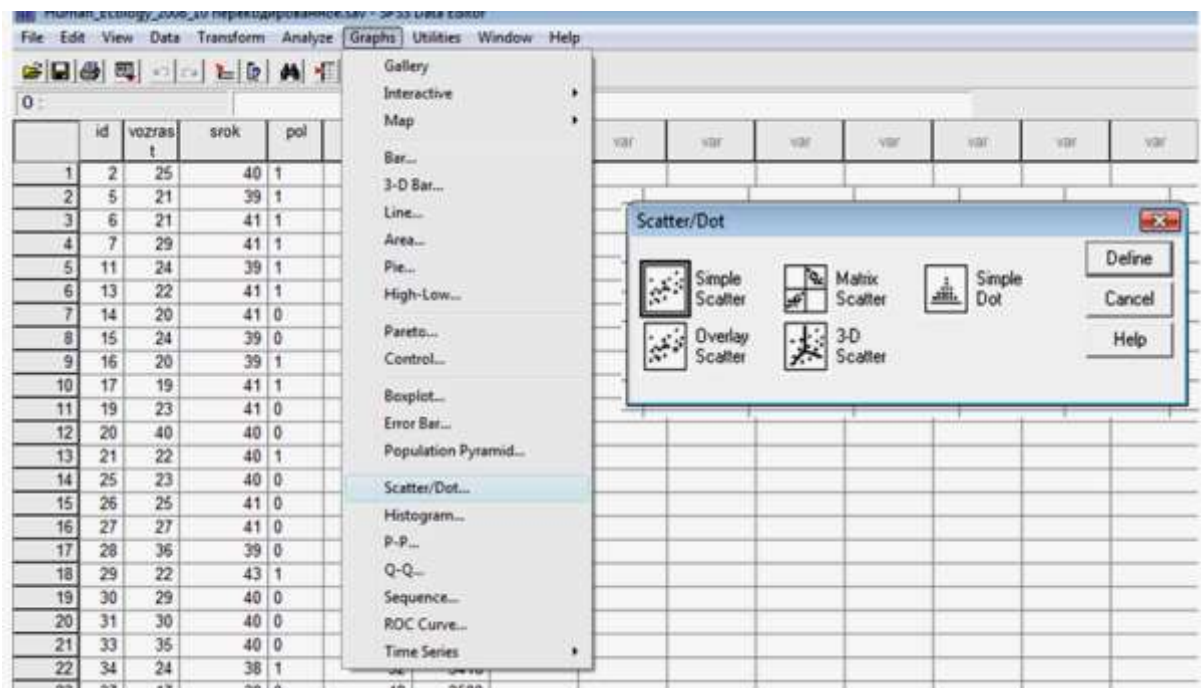 Human_Ecology_2008_10 перекодированное.sav - SPSS Data Editor
File Edit View Data Transform Analyze Graphs Utilities Window Help
0 :
id vozrast srok pol var var var var var var var
1 2 25 40 1
2 5 21 39 1
3 6 21 41 1
4 7 29 41 1
5 11 24 39 1
6 13 22 41 1
7 14 20 41 0
8 15 24 39 0
9 16 20 39 1
10 17 19 41 1
11 19 23 41 0
12 20 40 40 0
13 21 22 40 1
14 25 23 40 0
15 26 25 41 0
16 27 27 41 0
17 28 36 39 0
18 29 22 43 1
19 30 29 40 0
20 31 30 40 0
21 33 35 40 0
22 34 24 38 1
Gallery
Interactive
Map
Bar...
3-D Bar...
Line...
Area...
Pie...
High-Low...
Pareto...
Control...
Boxplot...
Error Bar...
Population Pyramid...
Scatter/Dot...
Histogram...
P-P...
Q-Q...
Sequence...
ROC Curve...
Time Series
Scatter/Dot
Simple Scatter
Matrix Scatter
Simple Dot
Overlay Scatter
3-D Scatter
Define
Cancel
Help